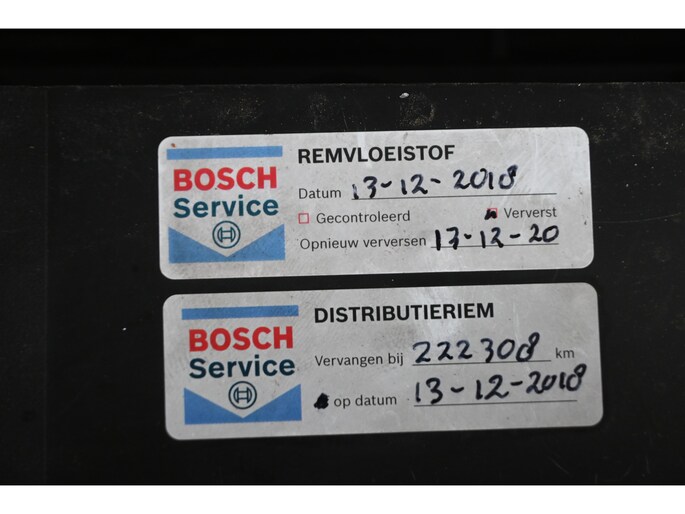 BOSCH
Service
REMVLOEISTOF
Datum 13-12-2018
Gecontroleerd Ververst
Opnieuw verversen 13-12-20
BOSCH
Service
DISTRIBUTIERIEM
Vervangen bij 222308 km
op datum 13-12-2018